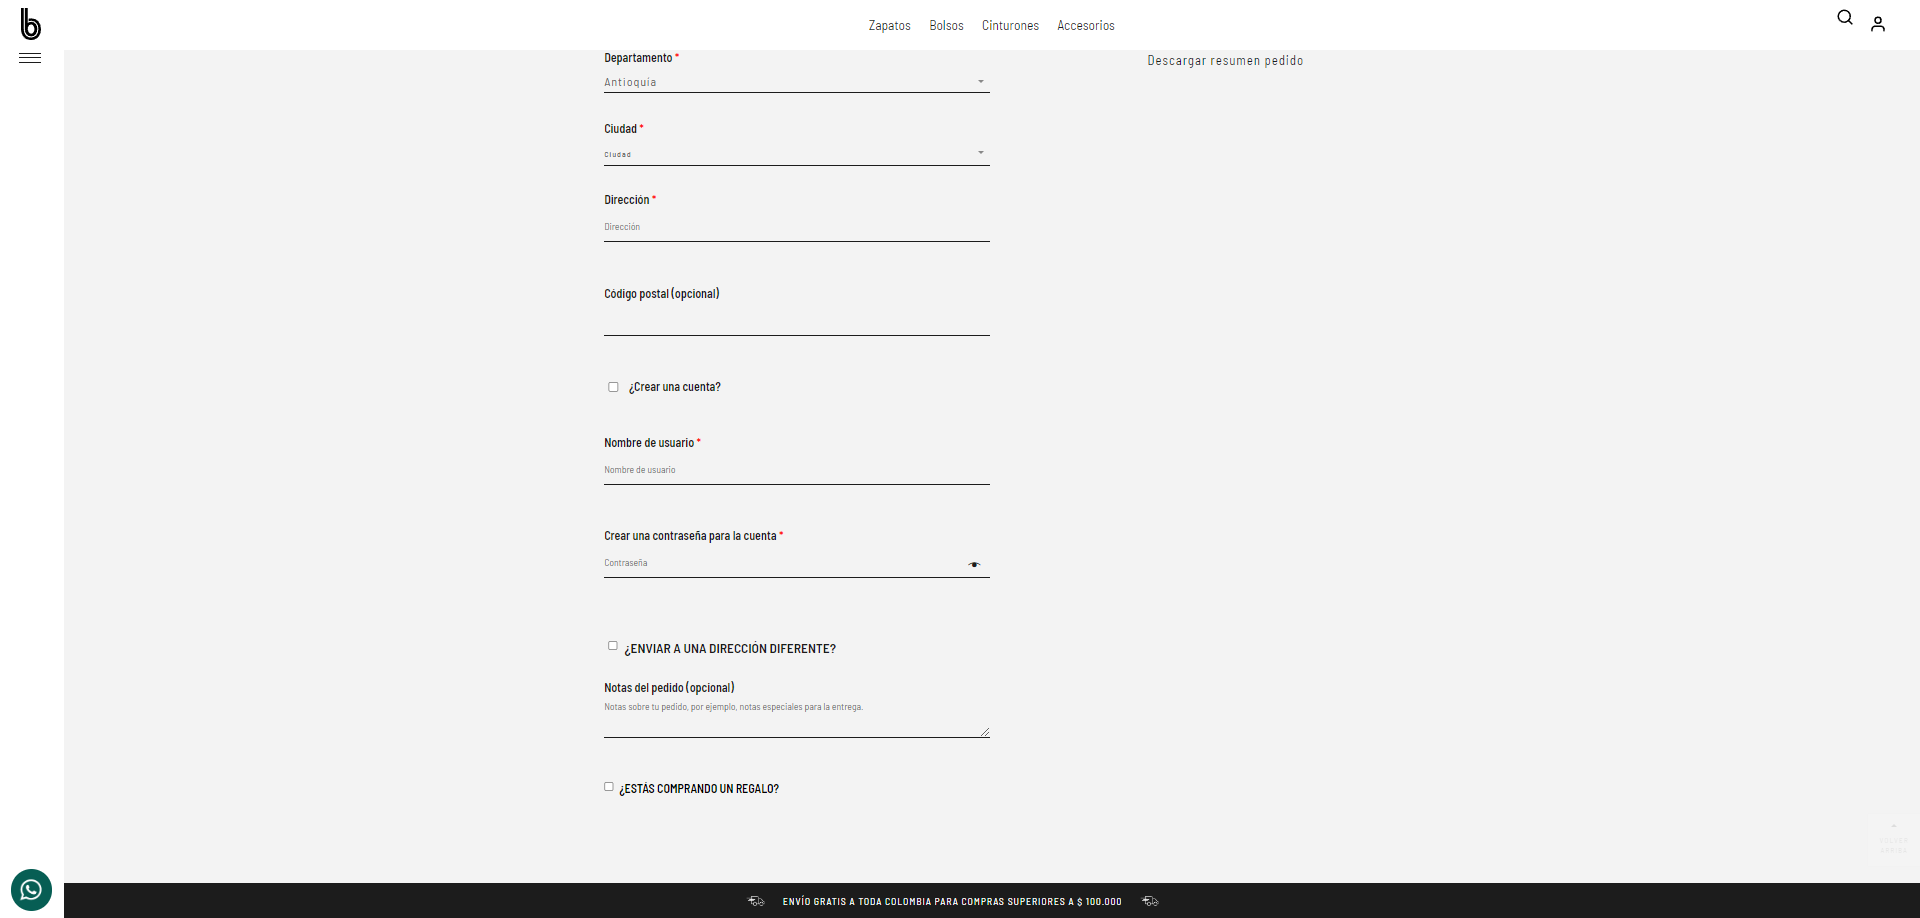 b
Zapatos Bolsos Cinturones Accesorios
Departamento *
Antioquia
Descargar resumen pedido
Ciudad *
Ciudad
Dirección *
Dirección
Código postal (opcional)
¿Crear una cuenta?
Nombre de usuario *
Nombre de usuario
Crear una contraseña para la cuenta *
Contraseña
¿ENVIAR A UNA DIRECCIÓN DIFERENTE?
Notas del pedido (opcional)
Notas sobre tu pedido, por ejemplo, notas especiales para la entrega.
¿ESTÁS COMPRANDO UN REGALO?
ENVÍO GRATIS A TODA COLOMBIA PARA COMPRAS SUPERIORES A $ 100.000